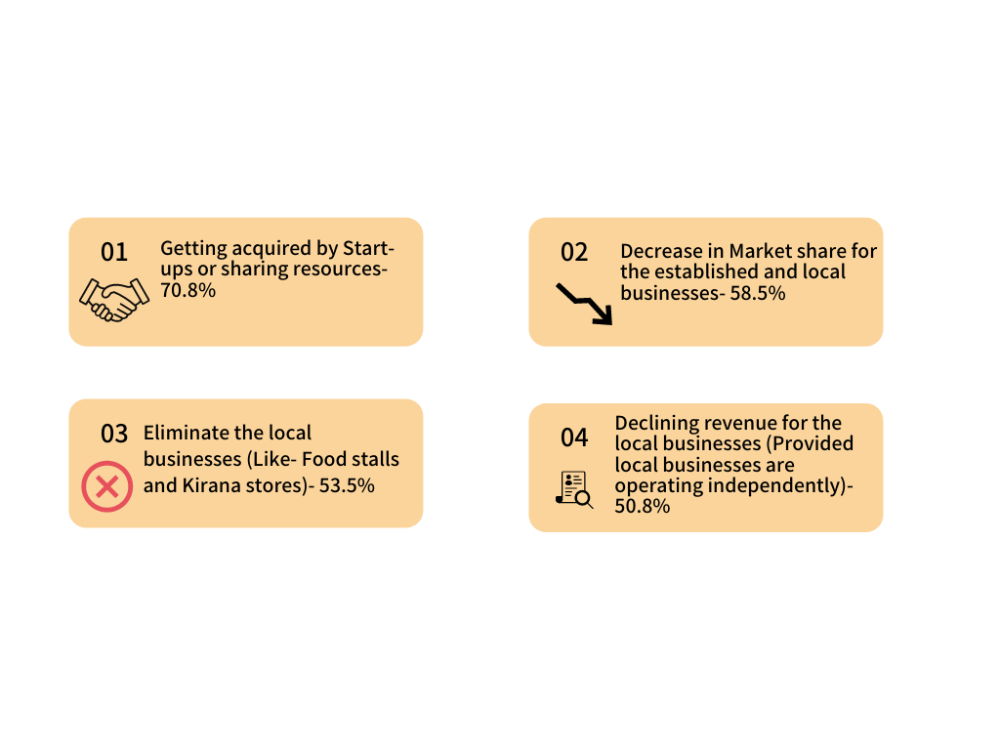 01
Getting acquired by Start-
ups or sharing resources-
70.8%
02
Decrease in Market share for
the established and local
businesses- 58.5%
03
Eliminate the local
businesses (Like- Food stalls
and Kirana stores)- 53.5%
04
Declining revenue for the
local businesses (Provided
local businesses are
operating independently)-
50.8%